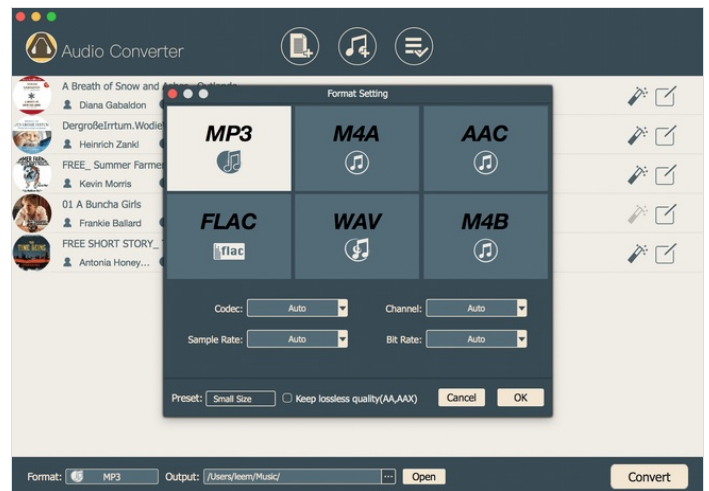 Audio Converter
A Breath of Snow and
Diana Gabaldon
DergroßeIrrtum.Wodie
Heinrich Zankl
FREE_ Summer Farme
Kevin Morris
01 A Buncha Girls
Frankie Ballard
FREE SHORT STORY_
Antonia Honey...
Format Setting
MP3
M4A
AAC
FLAC
WAV
M4B
flac
Codec: Auto
Channel: Auto
Sample Rate: Auto
Bit Rate: Auto
Preset: Small Size
Keep lossless quality(AA,AAX)
Cancel
OK
Format: MP3
Output: /Users/leem/Music/
...
Open
Convert